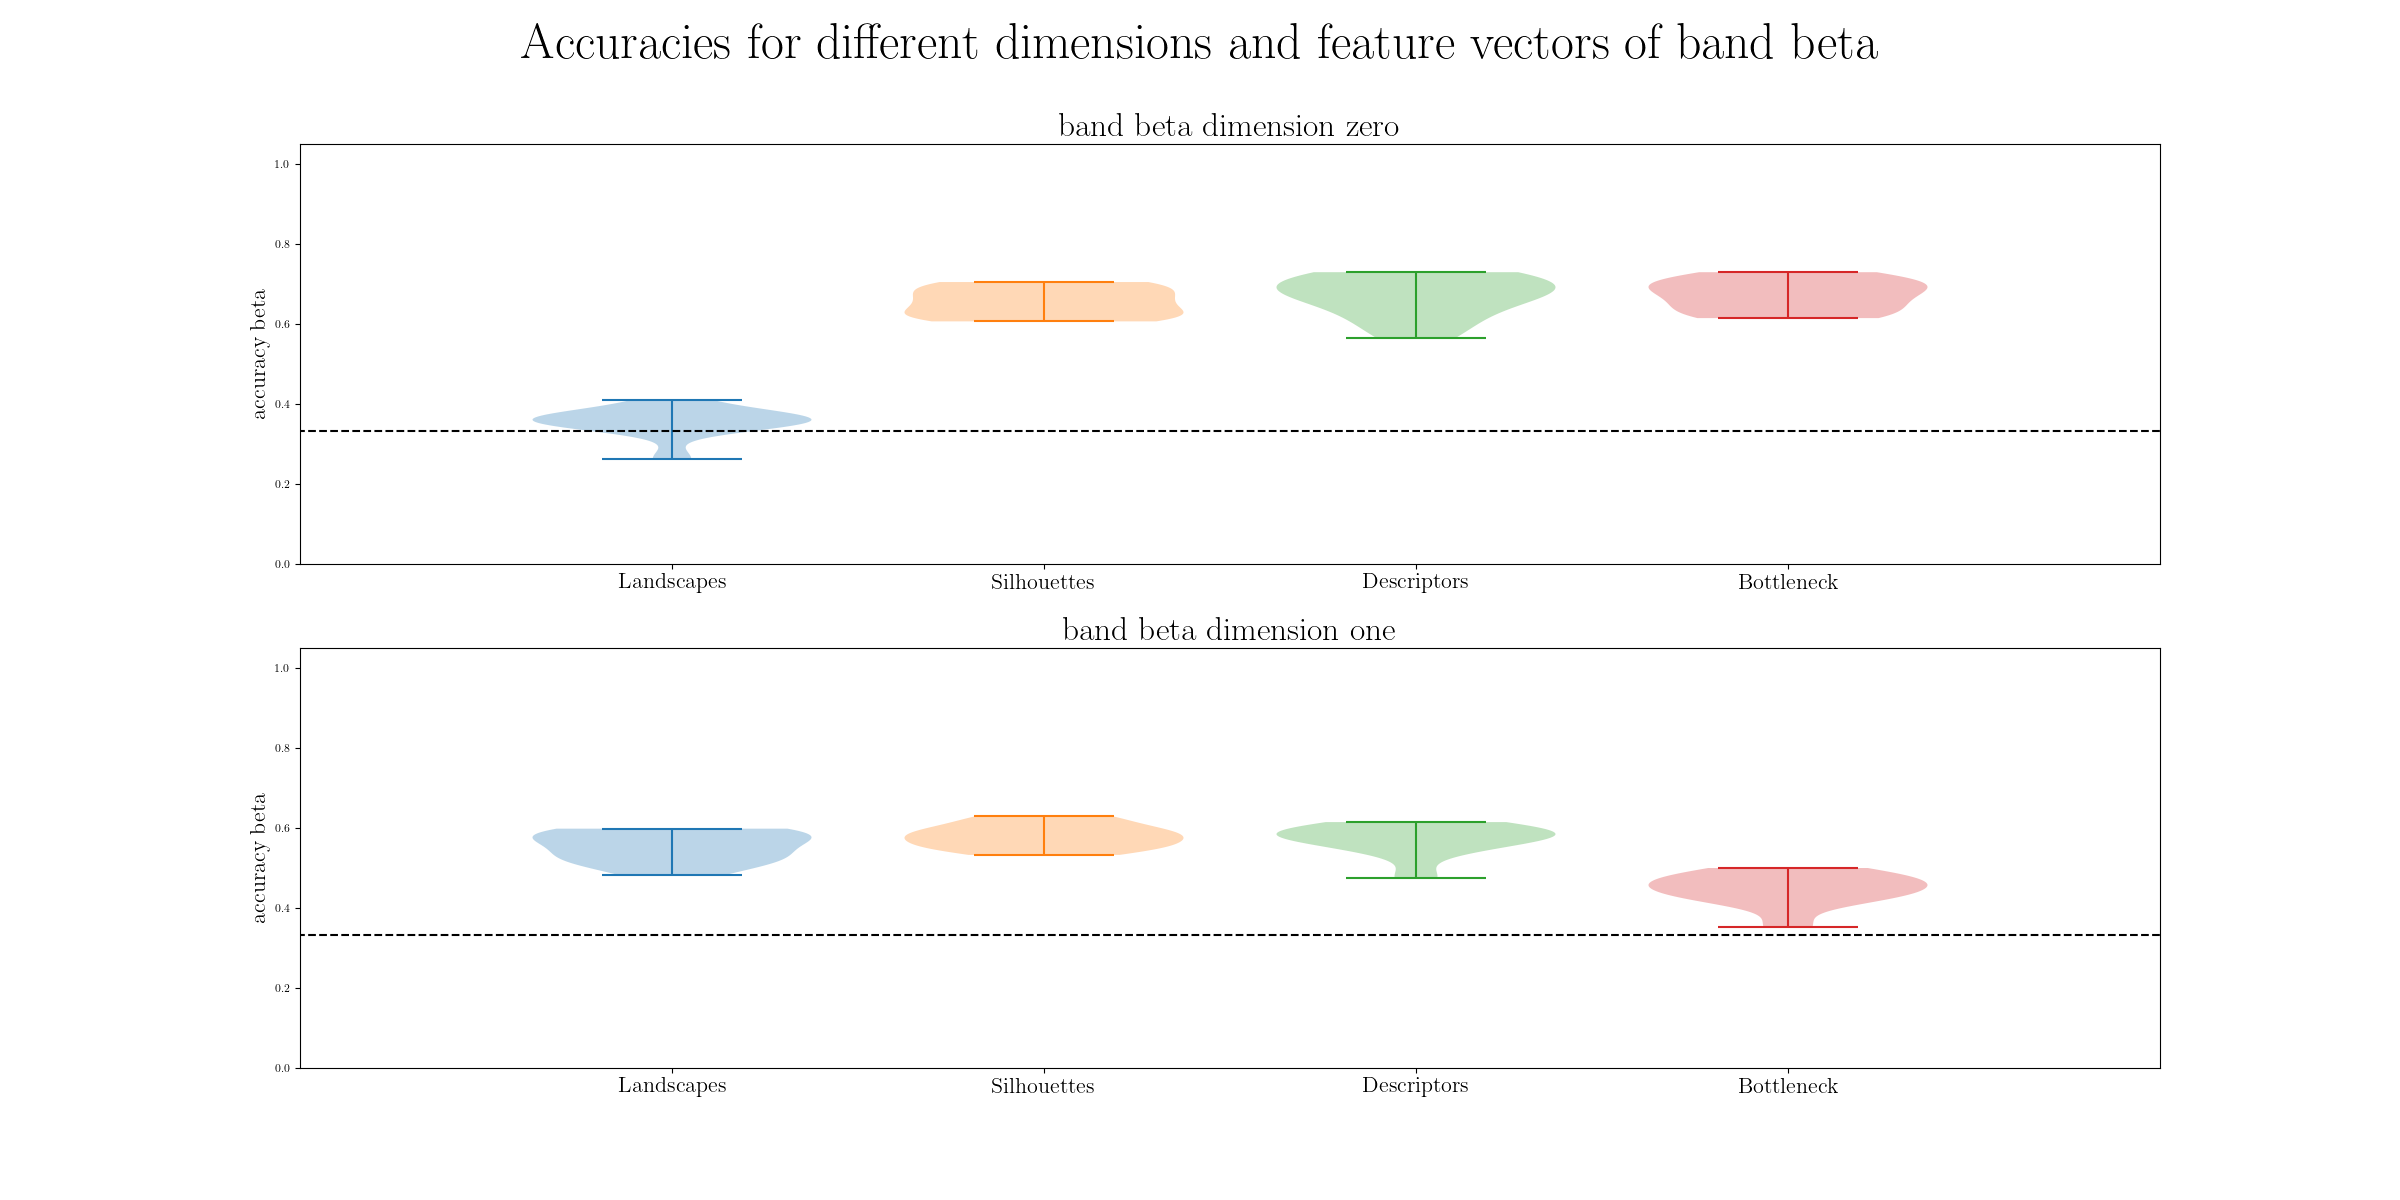 Accuracies for different dimensions and feature vectors of band beta
band beta dimension zero
accuracy beta
1.0
0.8
0.6
0.4
0.2
0.0
Landscapes Silhouettes Descriptors Bottleneck
band beta dimension one
accuracy beta
1.0
0.8
0.6
0.4
0.2
0.0
Landscapes Silhouettes Descriptors Bottleneck